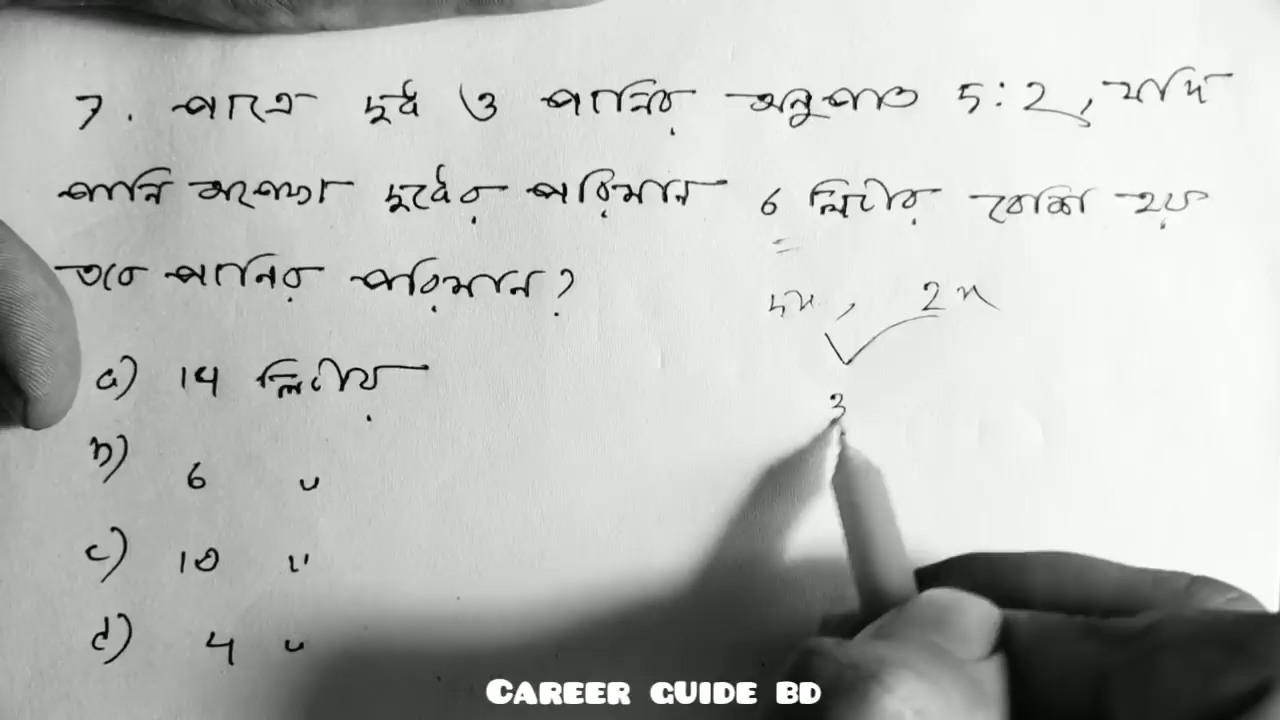 7. পাত্রে দুধ ও পানির অনুপাত 5:2, যদি
পানি অপেক্ষা দুধের পরিমান 6 লিটার বেশি হয়
তবে পানির পরিমান?
5x, 2x
3
a) 14 লিটার
b) 6 "
c) 10 "
d) 4 "
CAREER GUIDE BD